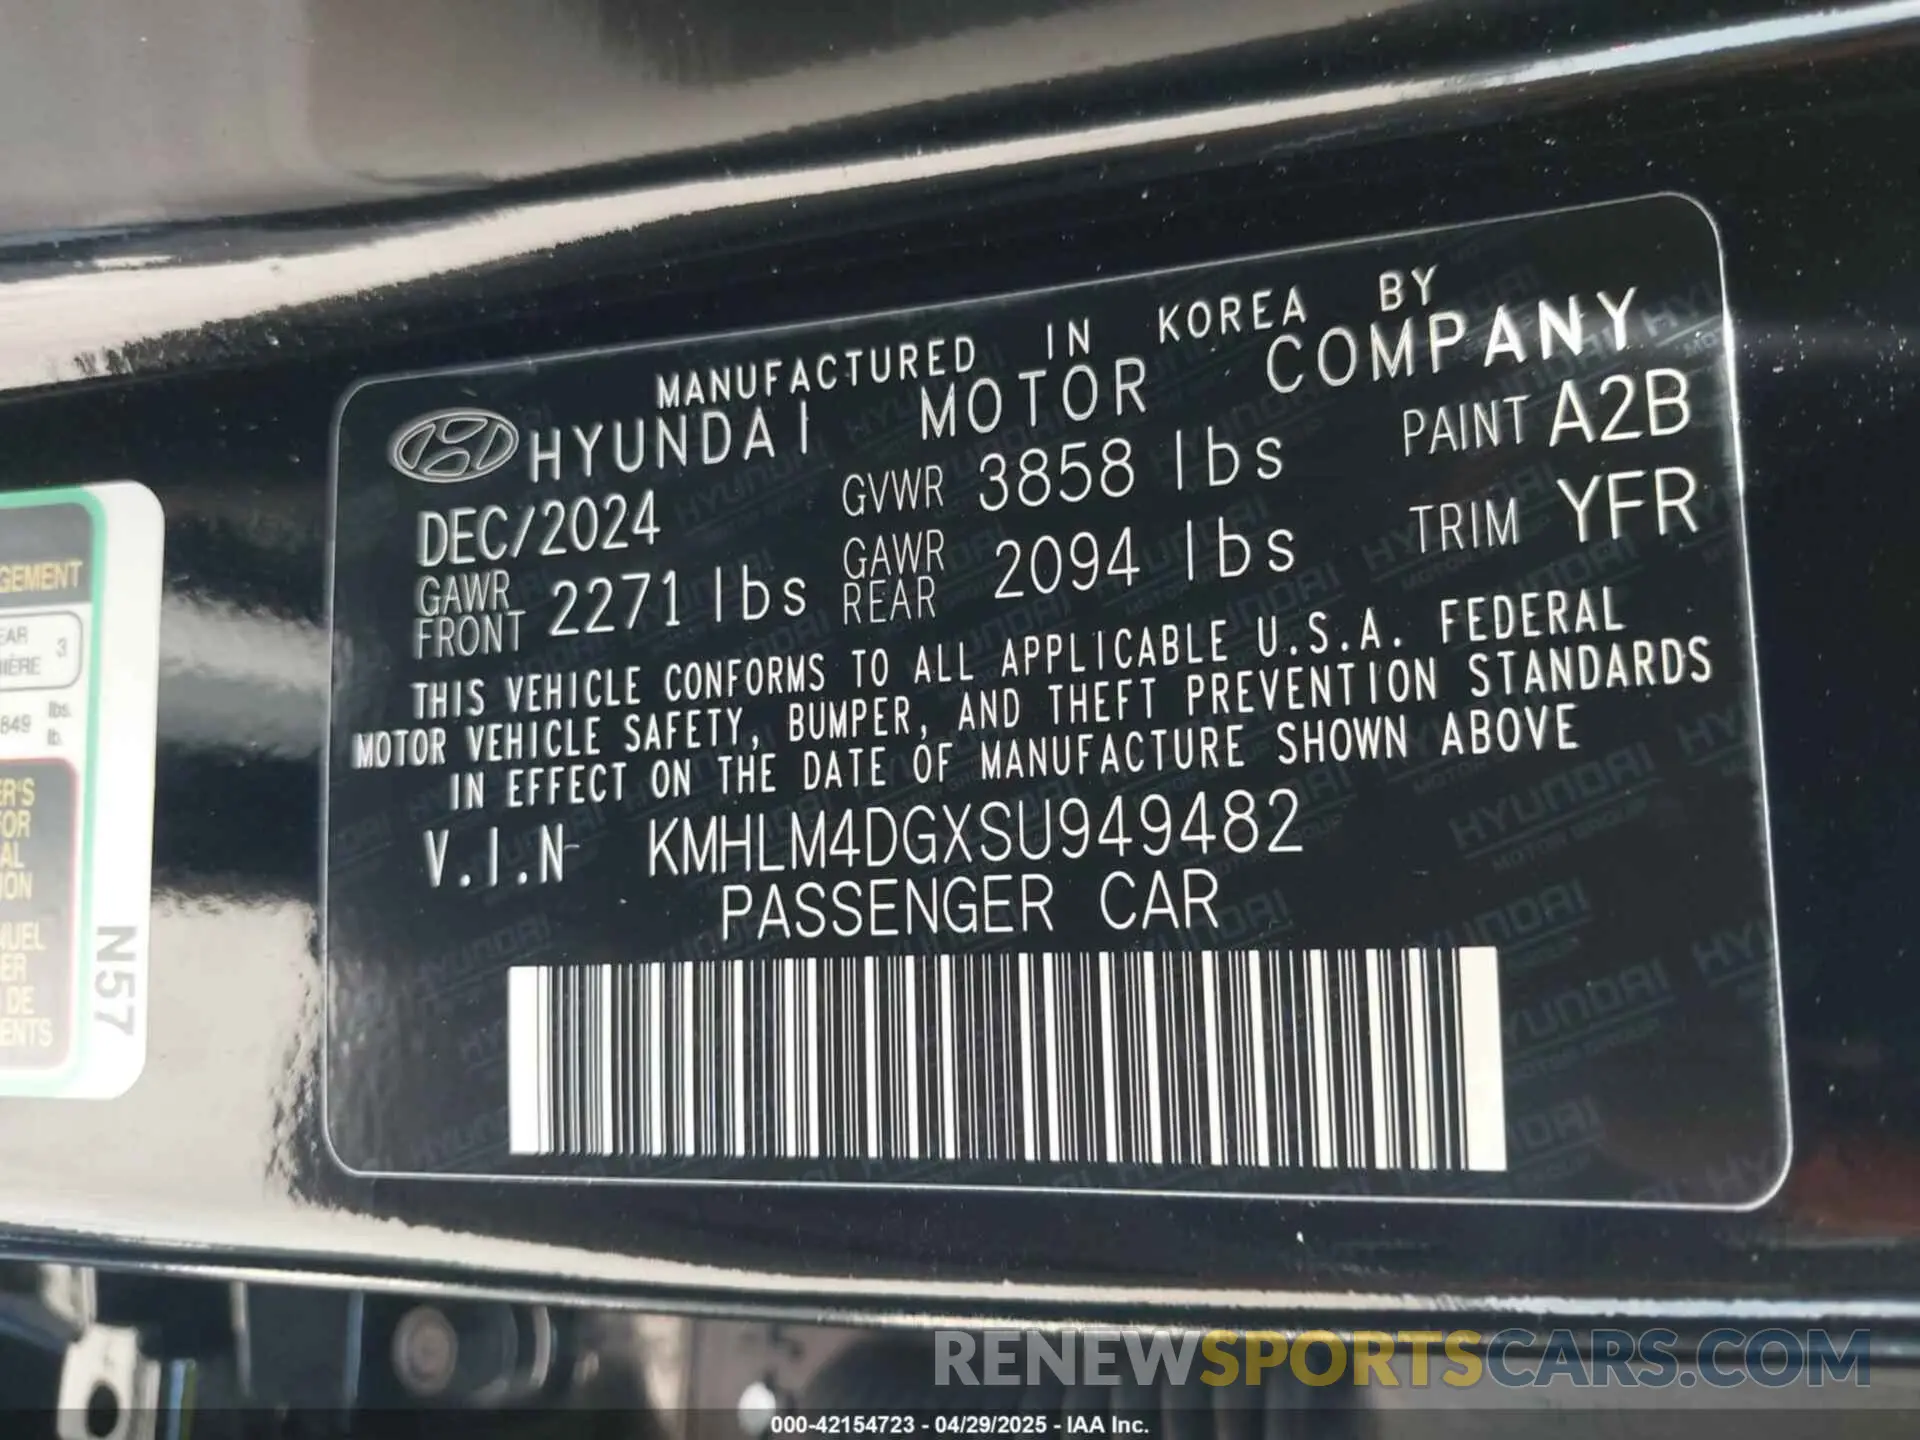 MANUFACTURED IN KOREA BY
HYUNDAI MOTOR COMPANY
DEC/2024 GVWR 3858 lbs PAINT A2B
GAWR FRONT 2271 lbs GAWR REAR 2094 lbs TRIM YFR
THIS VEHICLE CONFORMS TO ALL APPLICABLE U.S.A. FEDERAL
MOTOR VEHICLE SAFETY, BUMPER, AND THEFT PREVENTION STANDARDS
IN EFFECT ON THE DATE OF MANUFACTURE SHOWN ABOVE
V.I.N KMHLM4DGXSU949482
PASSENGER CAR
N57
RENEWSPORTSCARS.COM
000-42154723 - 04/29/2025 - IAA Inc.